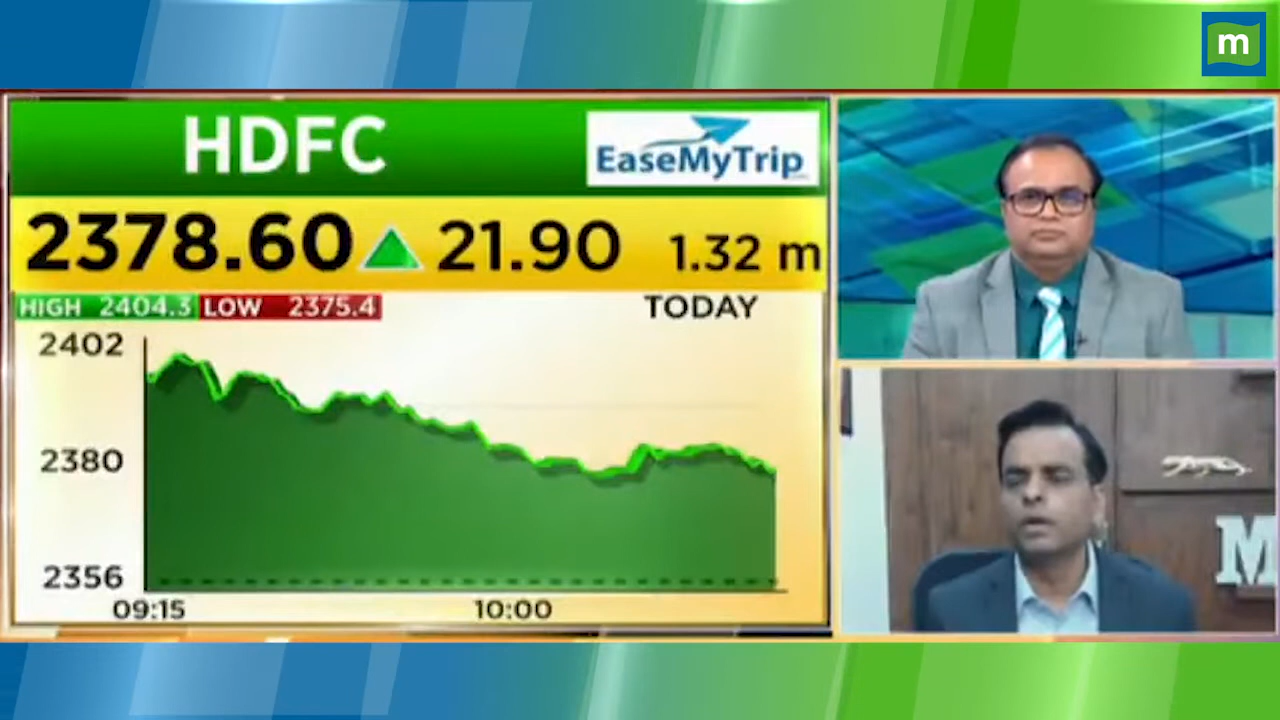 m
HDFC
EaseMyTrip
2378.60 21.90 1.32 m
HIGH 2404.3 LOW 2375.4 TODAY
2402
2380
2356
09:15 10:00
M